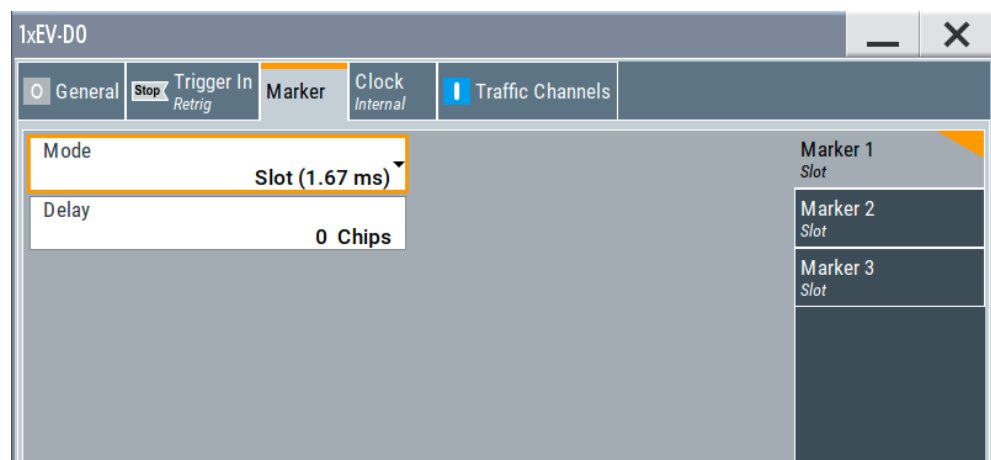 1xEV-DO
O General
Stop Trigger In
Retrig
Marker
Clock
Internal
I Traffic Channels
Mode
Slot (1.67 ms)
Delay
0 Chips
Marker 1
Slot
Marker 2
Slot
Marker 3
Slot